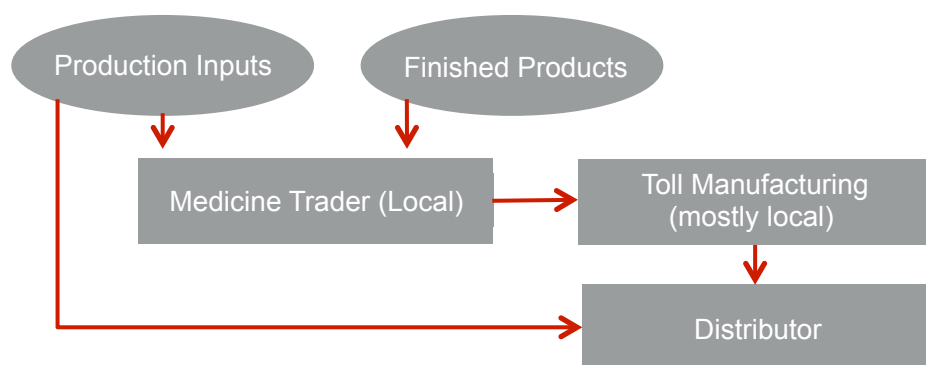 Production Inputs
Finished Products
Medicine Trader (Local)
Toll Manufacturing
(mostly local)
Distributor